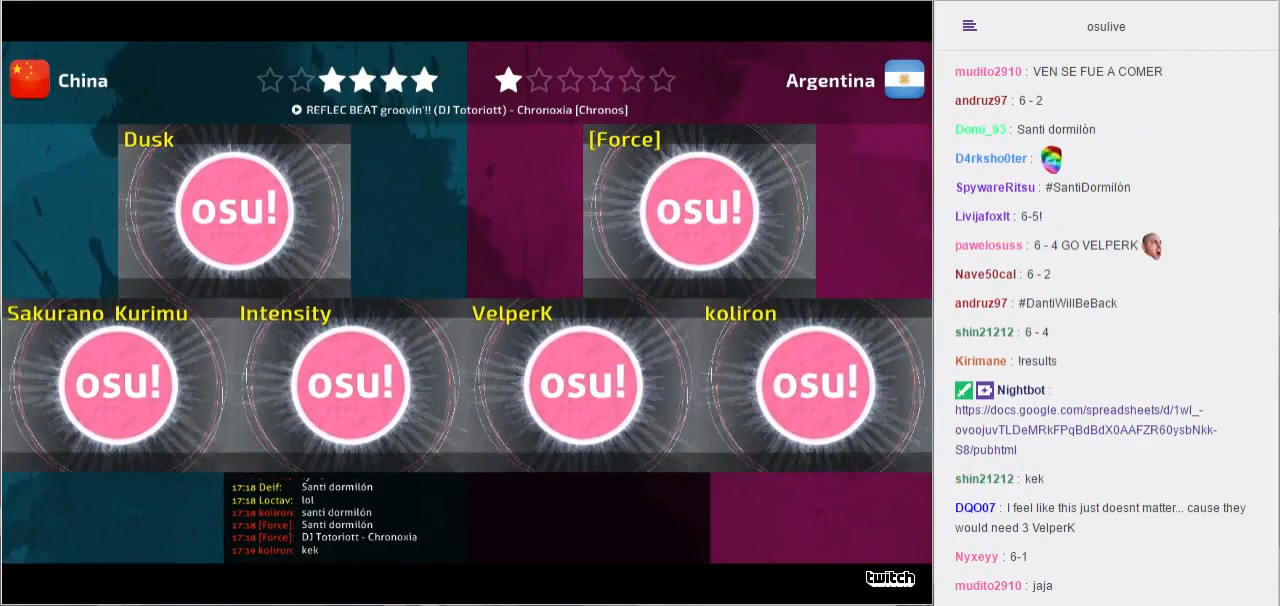 China
Argentina
REFLEC BEAT groovin'!! (DJ Totoriott) - Chronoxia [Chronos]
Dusk
osu!
[Force]
osu!
Sakurano Kurimu
osu!
Intensity
osu!
VelperK
osu!
koliron
osu!
17:18 Deif: Santi dormilón
17:18 Loctav: lol
17:18 koliron: santi dormilón
17:18 [Force]: Santi dormilón
17:18 [Force]: DJ Totoriott - Chronoxia
17:19 koliron: kek
twitch
osulive
mudito2910 : VEN SE FUE A COMER
andruz97 : 6 - 2
Domi_93 : Santi dormilón
D4rksho0ter :
SpywareRitsu : #SantiDormilón
Livijafoxlt : 6-5!
pawelosuss : 6 - 4 GO VELPERK
Nave50cal : 6 - 2
andruz97 : #DantiWillBeBack
shin21212 : 6 - 4
Kirimane : !results
Nightbot :
https://docs.google.com/spreadsheets/d/1wl_-
ovoojuvTLDeMRkFPqBdBdX0AAFZR60ysbNkk-
S8/pubhtml
shin21212 : kek
DQO07 : I feel like this just doesnt matter... cause they
would need 3 VelperK
Nyxeyy : 6-1
mudito2910 : jaja